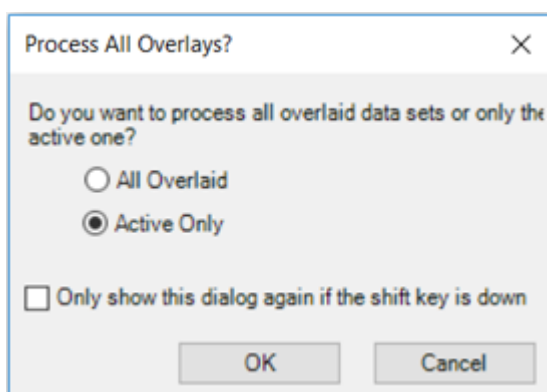 Process All Overlays?
Do you want to process all overlaid data sets or only the
active one?
All Overlaid
Active Only
Only show this dialog again if the shift key is down
OK
Cancel